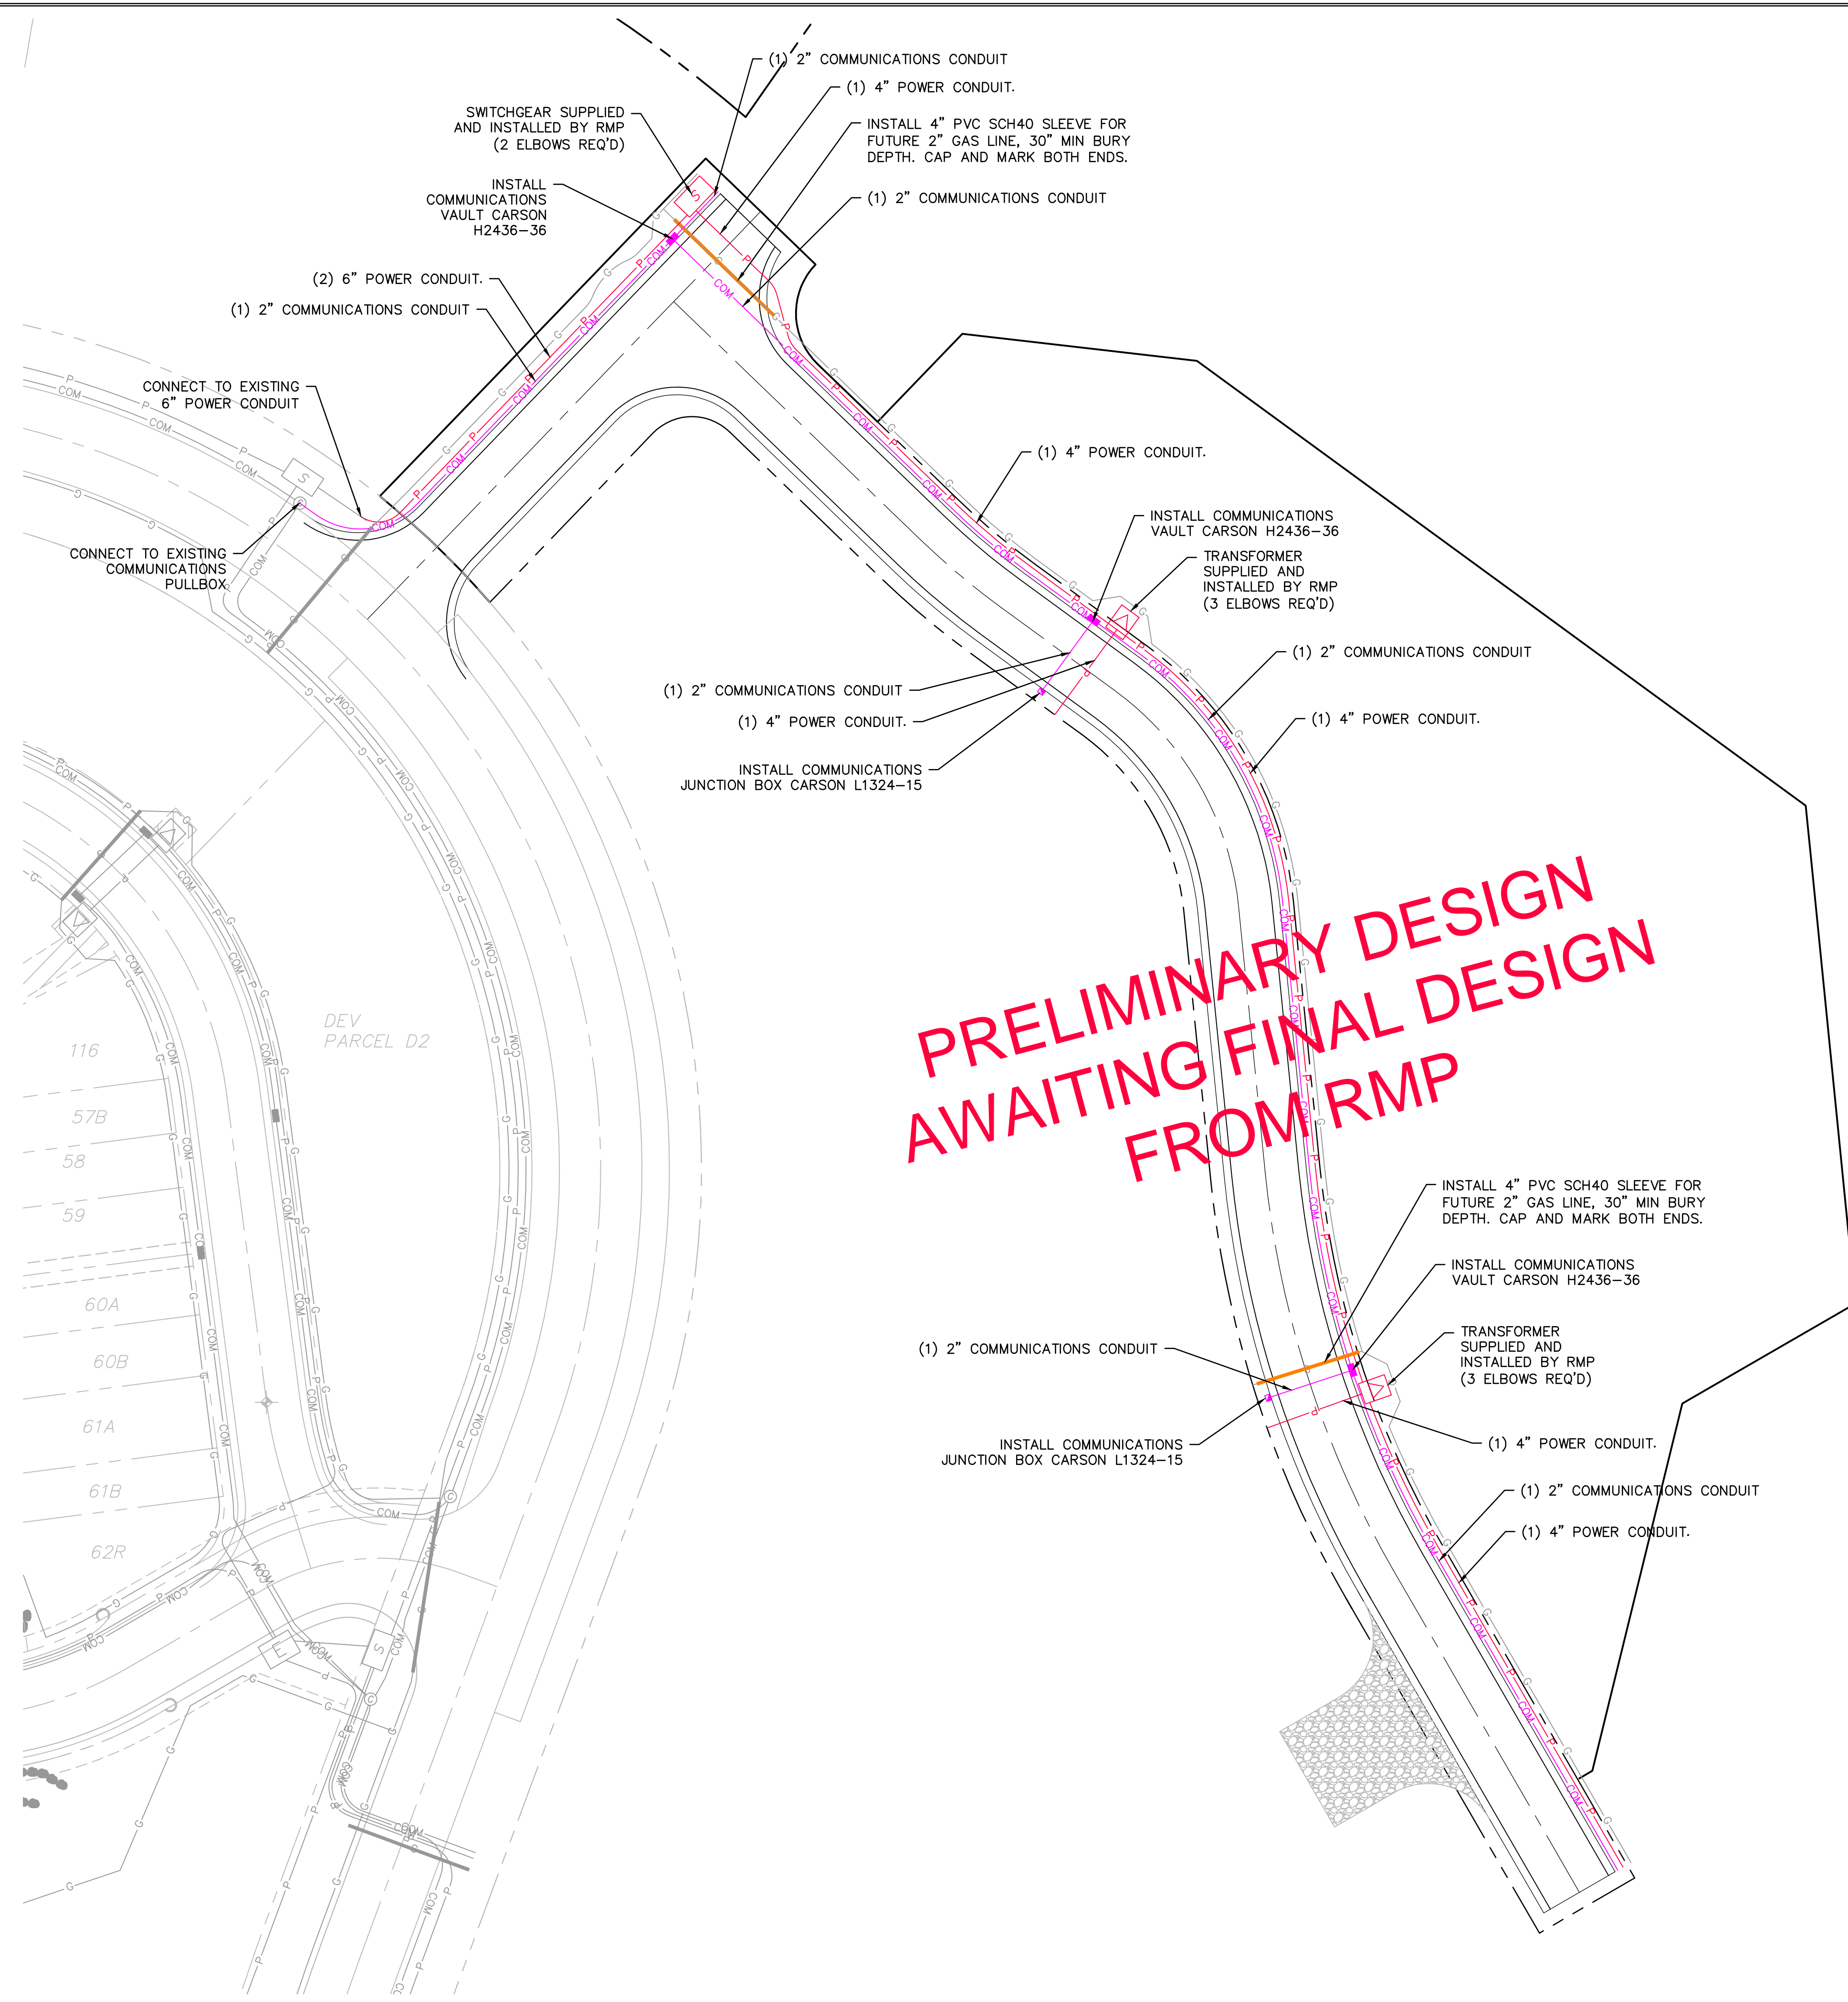 (1) 2” COMMUNICATIONS CONDUIT
(1) 4” POWER CONDUIT.
SWITCHGEAR SUPPLIED
AND INSTALLED BY RMP
(2 ELBOWS REQ’D)
INSTALL 4” PVC SCH40 SLEEVE FOR
FUTURE 2” GAS LINE, 30” MIN BURY
DEPTH. CAP AND MARK BOTH ENDS.
INSTALL
COMMUNICATIONS
VAULT CARSON
H2436-36
(1) 2” COMMUNICATIONS CONDUIT
(2) 6” POWER CONDUIT.
(1) 2” COMMUNICATIONS CONDUIT
CONNECT TO EXISTING
6” POWER CONDUIT
CONNECT TO EXISTING
COMMUNICATIONS
PULLBOX
(1) 4” POWER CONDUIT.
INSTALL COMMUNICATIONS
VAULT CARSON H2436-36
TRANSFORMER
SUPPLIED AND
INSTALLED BY RMP
(3 ELBOWS REQ’D)
(1) 2” COMMUNICATIONS CONDUIT
(1) 2” COMMUNICATIONS CONDUIT
(1) 4” POWER CONDUIT.
(1) 4” POWER CONDUIT.
INSTALL COMMUNICATIONS
JUNCTION BOX CARSON L1324-15
PRELIMINARY DESIGN
AWAITING FINAL DESIGN
FROM RMP
DEV
PARCEL D2
116
57B
58
59
60A
60B
61A
61B
62R
INSTALL 4” PVC SCH40 SLEEVE FOR
FUTURE 2” GAS LINE, 30” MIN BURY
DEPTH. CAP AND MARK BOTH ENDS.
INSTALL COMMUNICATIONS
VAULT CARSON H2436-36
(1) 2” COMMUNICATIONS CONDUIT
TRANSFORMER
SUPPLIED AND
INSTALLED BY RMP
(3 ELBOWS REQ’D)
INSTALL COMMUNICATIONS
JUNCTION BOX CARSON L1324-15
(1) 4” POWER CONDUIT.
(1) 2” COMMUNICATIONS CONDUIT
(1) 4” POWER CONDUIT.
S
P
COM
G